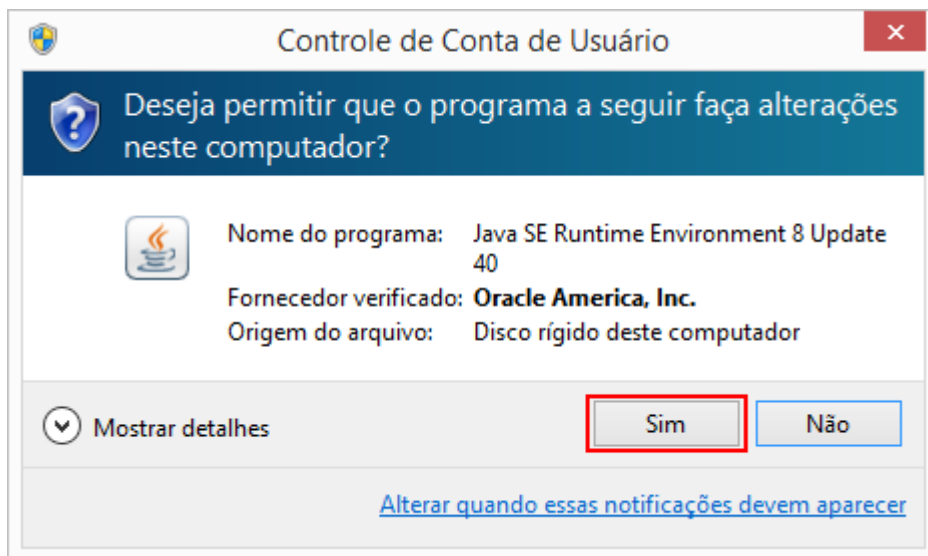 Controle de Conta de Usuário
Deseja permitir que o programa a seguir faça alterações
neste computador?
Nome do programa: Java SE Runtime Environment 8 Update
40
Fornecedor verificado: Oracle America, Inc.
Origem do arquivo: Disco rígido deste computador
Mostrar detalhes
Sim
Não
Alterar quando essas notificações devem aparecer